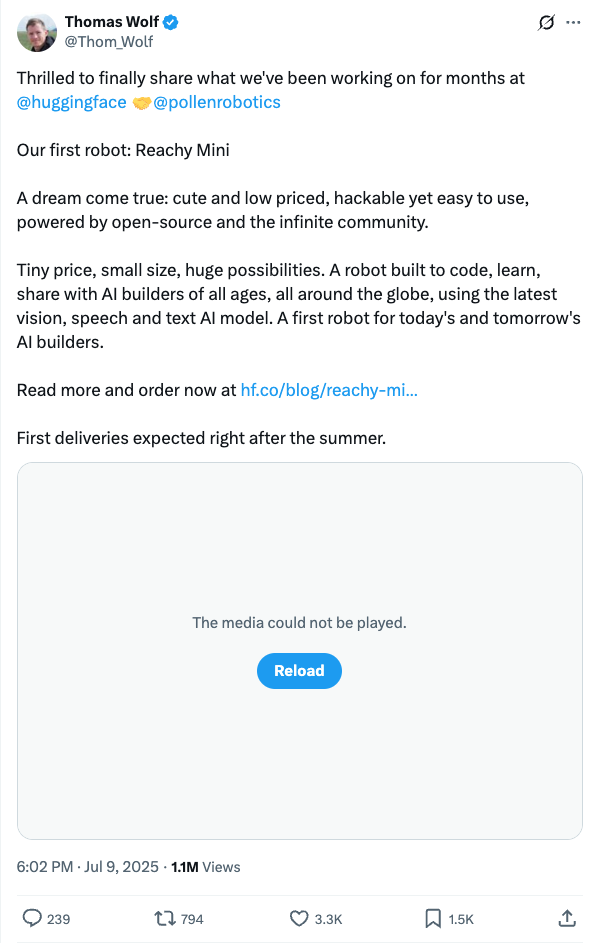 Thomas Wolf
@Thom_Wolf
Thrilled to finally share what we've been working on for months at
@huggingface 🤝@pollenrobotics
Our first robot: Reachy Mini
A dream come true: cute and low priced, hackable yet easy to use,
powered by open-source and the infinite community.
Tiny price, small size, huge possibilities. A robot built to code, learn,
share with AI builders of all ages, all around the globe, using the latest
vision, speech and text AI model. A first robot for today's and tomorrow's
AI builders.
Read more and order now at hf.co/blog/reachy-mi...
First deliveries expected right after the summer.
The media could not be played.
Reload
6:02 PM · Jul 9, 2025 · 1.1M Views
239 794 3.3K 1.5K